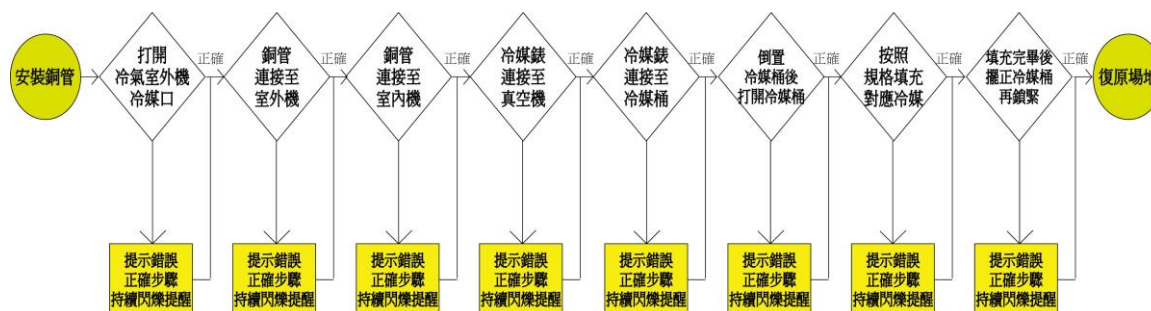 安裝銅管
打開
冷氣室外機
冷媒口
正確
銅管
連接至
室外機
正確
銅管
連接至
室內機
正確
冷媒錶
連接至
真空機
正確
冷媒錶
連接至
冷媒桶
正確
倒置
冷媒桶後
打開冷媒桶
正確
按照
規格填充
對應冷媒
正確
填充完畢後
擺正冷媒桶
再鎖緊
正確
復原場地
提示錯誤
正確步驟
持續閃爍提醒
提示錯誤
正確步驟
持續閃爍提醒
提示錯誤
正確步驟
持續閃爍提醒
提示錯誤
正確步驟
持續閃爍提醒
提示錯誤
正確步驟
持續閃爍提醒
提示錯誤
正確步驟
持續閃爍提醒
提示錯誤
正確步驟
持續閃爍提醒
提示錯誤
正確步驟
持續閃爍提醒